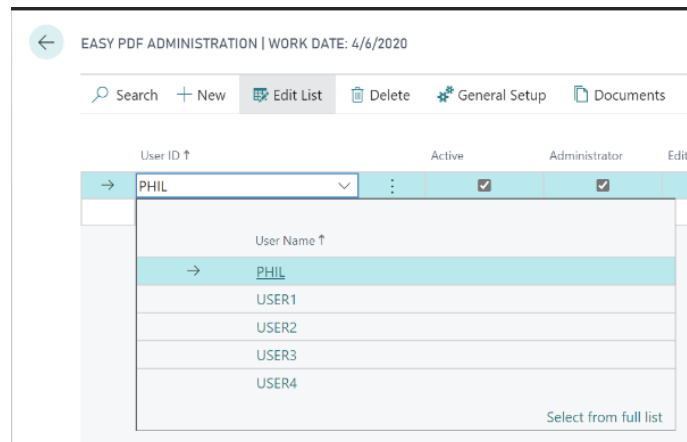 EASY PDF ADMINISTRATION | WORK DATE: 4/6/2020
Search + New Edit List Delete General Setup Documents
User ID ↑ Active Administrator Edit
PHIL
User Name ↑
PHIL
USER1
USER2
USER3
USER4
Select from full list